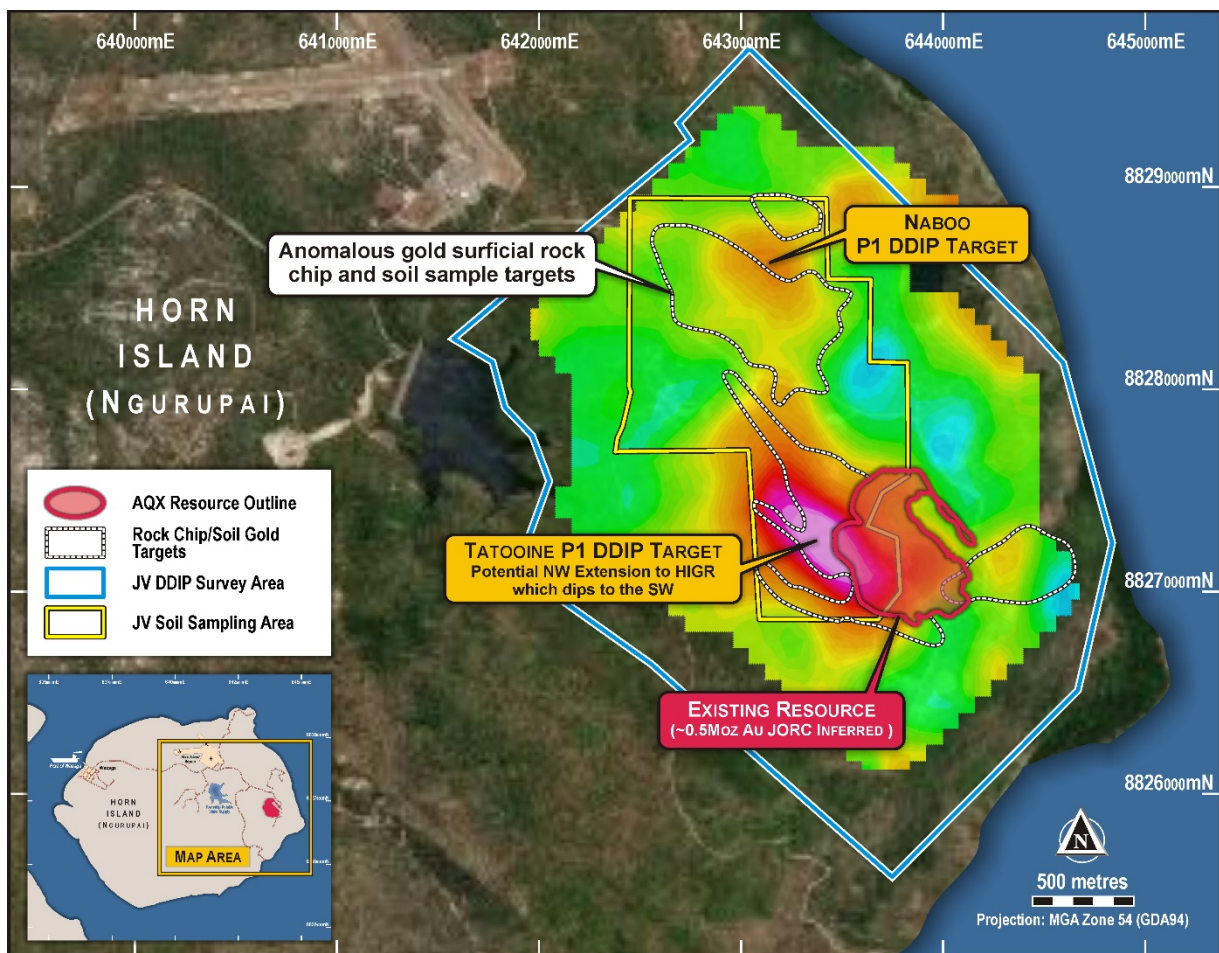 640000mE
641000mE
642000mE
643000mE
644000mE
645000mE
8829000mN
8828000mN
8827000mN
8826000mN
NABOO
P1 DDIP TARGET
Anomalous gold surficial rock
chip and soil sample targets
HORN
ISLAND
(NGURUPAI)
TATOOINE P1 DDIP TARGET
Potential NW Extension to HIGR
which dips to the SW
EXISTING RESOURCE
(~0.5MOZ AU JORC INFERRED )
AQX Resource Outline
Rock Chip/Soil Gold
Targets
JV DDIP Survey Area
JV Soil Sampling Area
HORN
ISLAND
(NGURUPAI)
MAP AREA
N
500 metres
Projection: MGA Zone 54 (GDA94)